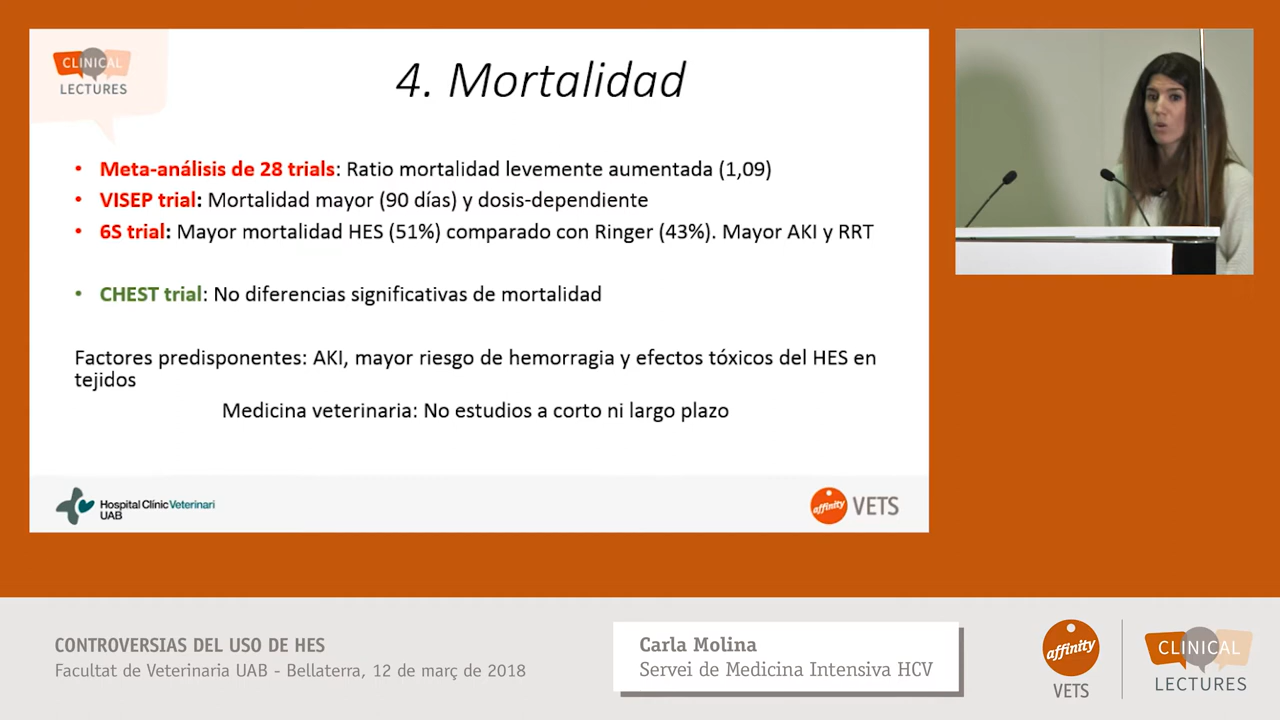 CLINICAL
LECTURES
4. Mortalidad
• Meta-análisis de 28 trials: Ratio mortalidad levemente aumentada (1,09)
• VISEP trial: Mortalidad mayor (90 días) y dosis-dependiente
• 6S trial: Mayor mortalidad HES (51%) comparado con Ringer (43%). Mayor AKI y RRT
• CHEST trial: No diferencias significativas de mortalidad
Factores predisponentes: AKI, mayor riesgo de hemorragia y efectos tóxicos del HES en
tejidos
Medicina veterinaria: No estudios a corto ni largo plazo
Hospital Clínic Veterinari
UAB
affinity VETS
CONTROVERSIAS DEL USO DE HES
Facultat de Veterinaria UAB - Bellaterra, 12 de març de 2018
Carla Molina
Servei de Medicina Intensiva HCV
affinity
VETS
CLINICAL
LECTURES